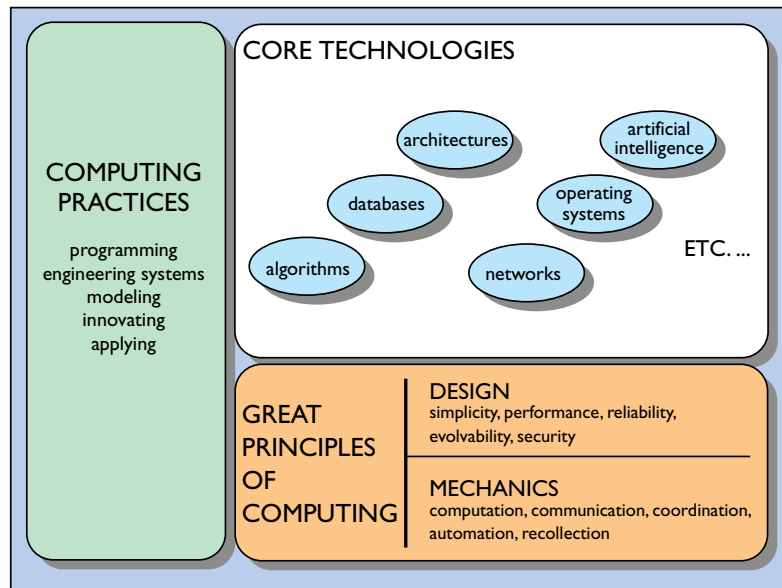 COMPUTING
PRACTICES
programming
engineering systems
modeling
innovating
applying
CORE TECHNOLOGIES
architectures
artificial
intelligence
databases
operating
systems
algorithms
networks
ETC. ...
GREAT
PRINCIPLES
OF
COMPUTING
DESIGN
simplicity, performance, reliability,
evolvability, security
MECHANICS
computation, communication, coordination,
automation, recollection